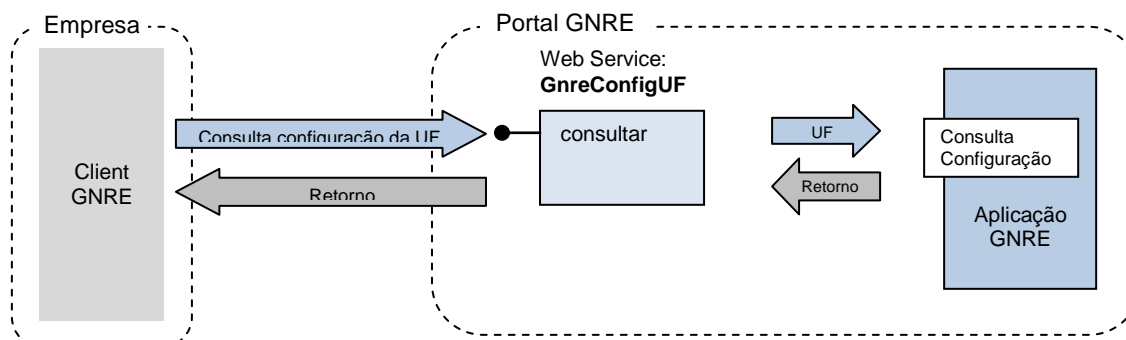 Empresa
Portal GNRE
Web Service:
GnreConfigUF
Consulta configuração da UF
consultar
UF
Consulta
Configuração
Client
GNRE
Retorno
Retorno
Aplicação
GNRE